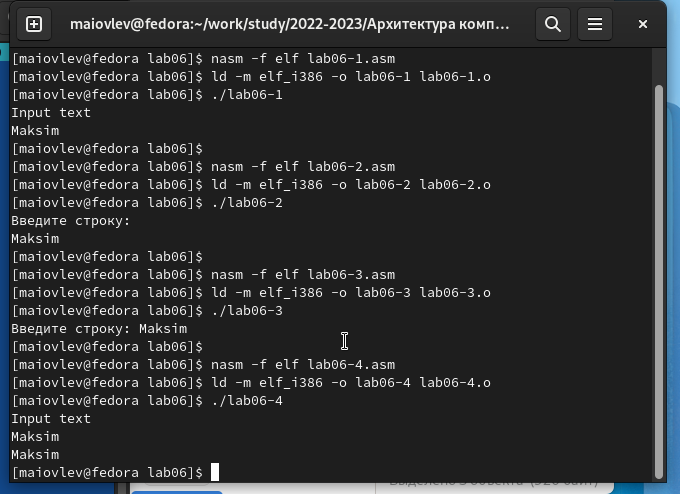 maiovlev@fedora:~/work/study/2022-2023/Архитектура комп...
[maiovlev@fedora lab06]$ nasm -f elf lab06-1.asm
[maiovlev@fedora lab06]$ ld -m elf_i386 -o lab06-1 lab06-1.o
[maiovlev@fedora lab06]$ ./lab06-1
Input text
Maksim
[maiovlev@fedora lab06]$
[maiovlev@fedora lab06]$ nasm -f elf lab06-2.asm
[maiovlev@fedora lab06]$ ld -m elf_i386 -o lab06-2 lab06-2.o
[maiovlev@fedora lab06]$ ./lab06-2
Введите строку:
Maksim
[maiovlev@fedora lab06]$
[maiovlev@fedora lab06]$ nasm -f elf lab06-3.asm
[maiovlev@fedora lab06]$ ld -m elf_i386 -o lab06-3 lab06-3.o
[maiovlev@fedora lab06]$ ./lab06-3
Введите строку: Maksim
[maiovlev@fedora lab06]$
[maiovlev@fedora lab06]$ nasm -f elf lab06-4.asm
[maiovlev@fedora lab06]$ ld -m elf_i386 -o lab06-4 lab06-4.o
[maiovlev@fedora lab06]$ ./lab06-4
Input text
Maksim
Maksim
[maiovlev@fedora lab06]$